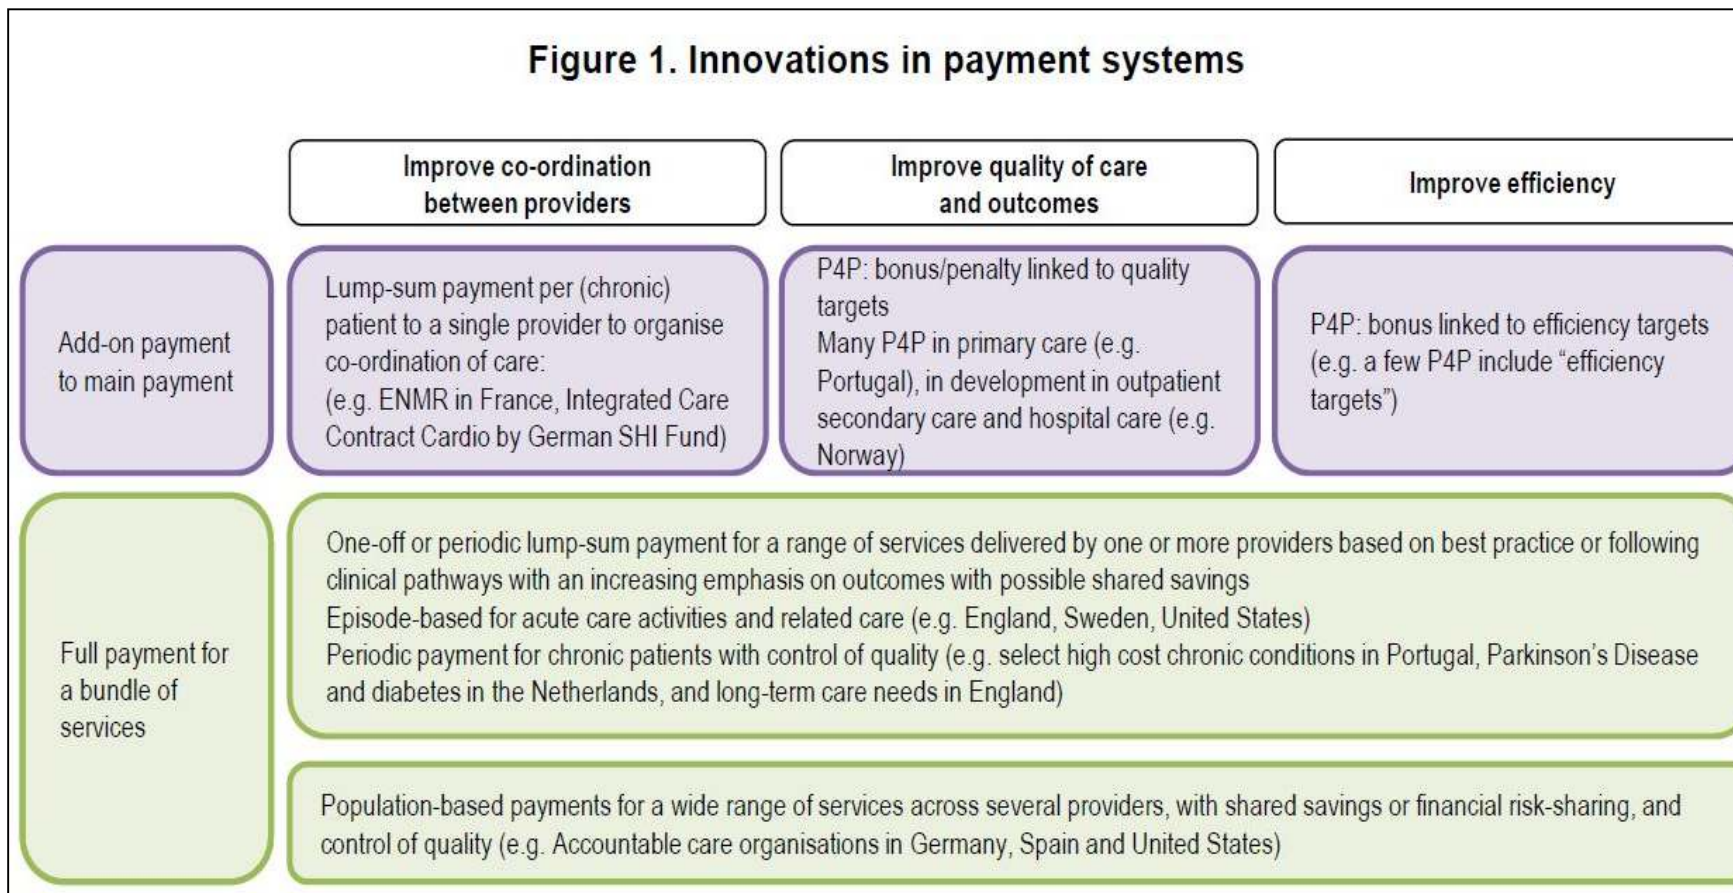 Figure 1. Innovations in payment systems
Improve co-ordination
between providers
Improve quality of care
and outcomes
Improve efficiency
Add-on payment
to main payment
Lump-sum payment per (chronic)
patient to a single provider to organise
co-ordination of care:
(e.g. ENMR in France, Integrated Care
Contract Cardio by German SHI Fund)
P4P: bonus/penalty linked to quality
targets
Many P4P in primary care (e.g.
Portugal), in development in outpatient
secondary care and hospital care (e.g.
Norway)
P4P: bonus linked to efficiency targets
(e.g. a few P4P include “efficiency
targets”)
Full payment for
a bundle of
services
One-off or periodic lump-sum payment for a range of services delivered by one or more providers based on best practice or following
clinical pathways with an increasing emphasis on outcomes with possible shared savings
Episode-based for acute care activities and related care (e.g. England, Sweden, United States)
Periodic payment for chronic patients with control of quality (e.g. select high cost chronic conditions in Portugal, Parkinson’s Disease
and diabetes in the Netherlands, and long-term care needs in England)
Population-based payments for a wide range of services across several providers, with shared savings or financial risk-sharing, and
control of quality (e.g. Accountable care organisations in Germany, Spain and United States)